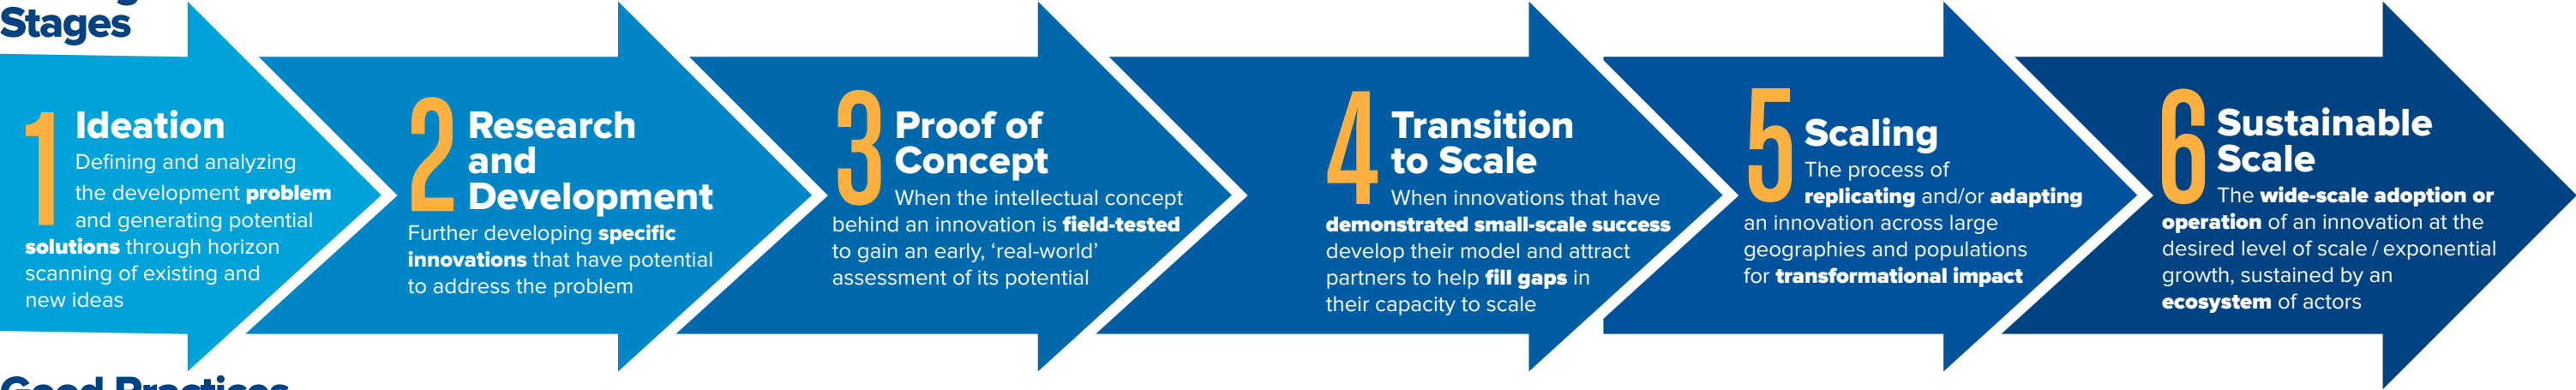 Stages
1 Ideation
Defining and analyzing
the development problem
and generating potential
solutions through horizon
scanning of existing and
new ideas
2 Research
and
Development
Further developing specific
innovations that have potential
to address the problem
3 Proof of
Concept
When the intellectual concept
behind an innovation is field-tested
to gain an early, ‘real-world’
assessment of its potential
4 Transition
to Scale
When innovations that have
demonstrated small-scale success
develop their model and attract
partners to help fill gaps in
their capacity to scale
5 Scaling
The process of
replicating and/or adapting
an innovation across large
geographies and populations
for transformational impact
6 Sustainable
Scale
The wide-scale adoption or
operation of an innovation at the
desired level of scale / exponential
growth, sustained by an
ecosystem of actors
Good Practices